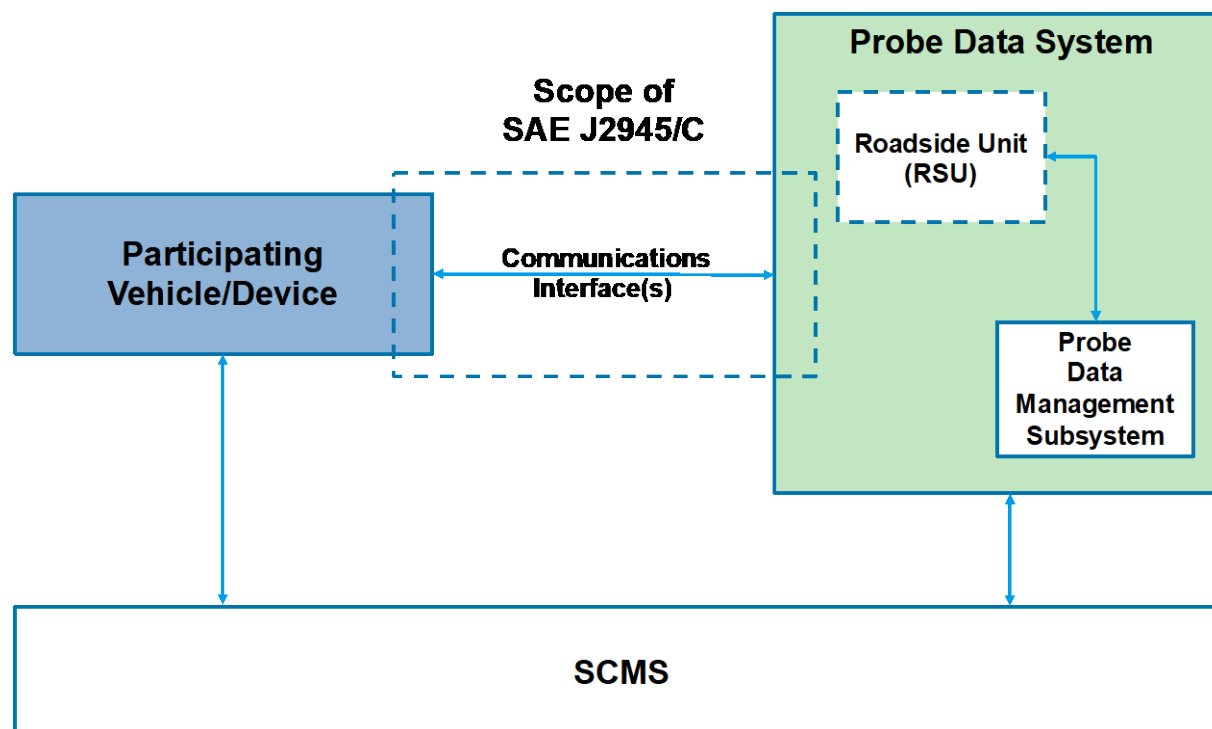 Probe Data System
Scope of
SAE J2945/C
Roadside Unit
(RSU)
Participating
Vehicle/Device
Communications
Interface(s)
Probe
Data
Management
Subsystem
SCMS